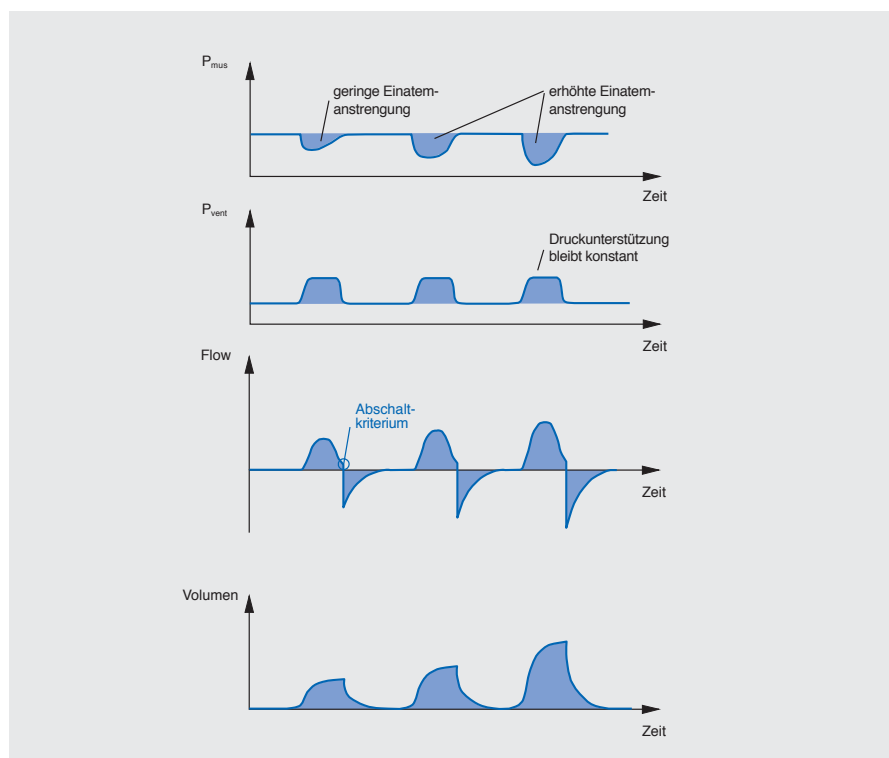 Pmus
geringe Einatem-
anstrengung
erhöhte Einatem-
anstrengung
Zeit
Pvent
Druckunterstützung
bleibt konstant
Zeit
Flow
Abschalt-
kriterium
Zeit
Volumen
Zeit